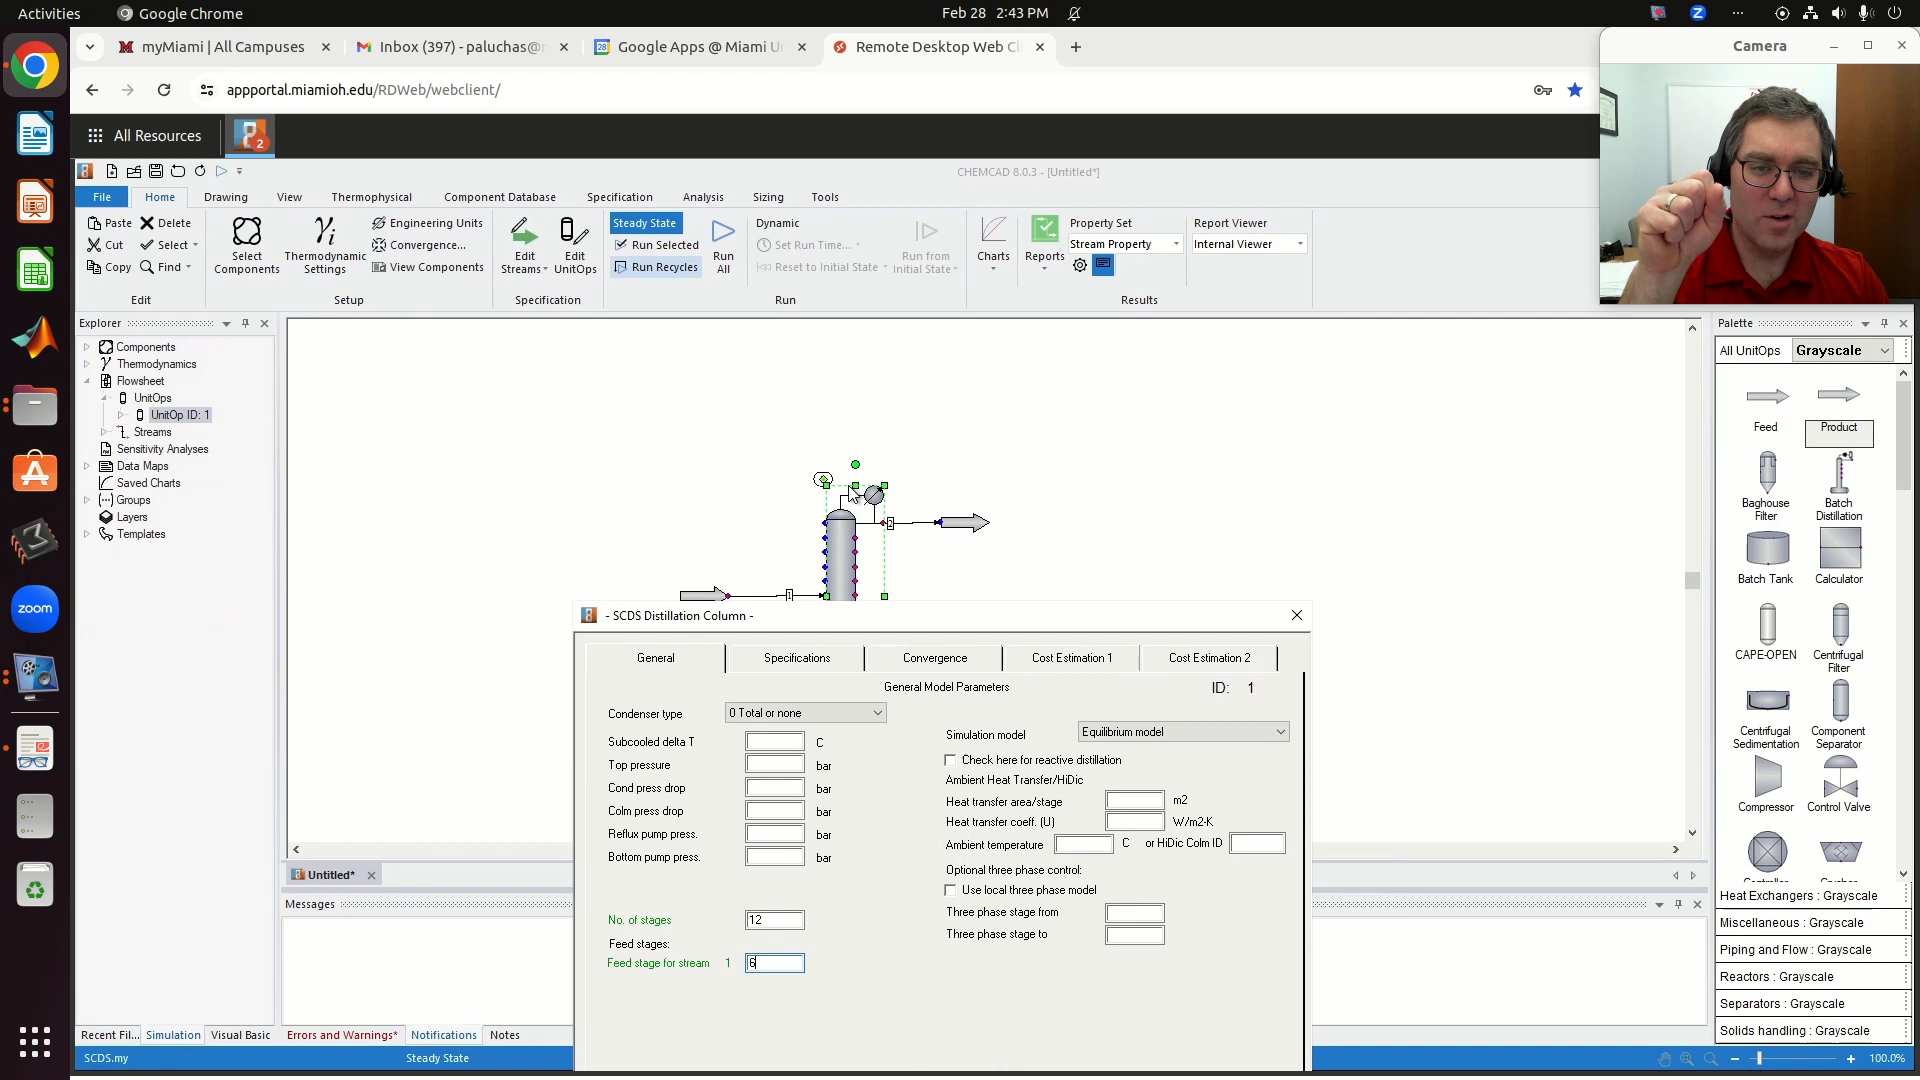 Activities
Google Chrome
Feb 28 2:43 PM
Z
myMiami | All Campuses
Inbox (397) - paluchas@
Google Apps @ Miami U
Remote Desktop Web Cl
appportal.miamioh.edu/RDWeb/webclient/
Camera
All Resources
2
CHEMCAD 8.0.3 - [Untitled*]
File
Home
Drawing
View
Thermophysical
Component Database
Specification
Analysis
Sizing
Tools
Paste
Delete
Cut
Select
Copy
Find
Edit
Select Components
Thermodynamic Settings
Engineering Units
Convergence...
View Components
Setup
Edit Streams
Edit UnitOps
Specification
Steady State
Run Selected
Run Recycles
Run All
Dynamic
Set Run Time...
Reset to Initial State
Run from Initial State
Run
Charts
Reports
Property Set
Stream Property
Report Viewer
Internal Viewer
Results
Explorer
Components
Thermodynamics
Flowsheet
UnitOps
UnitOp ID: 1
Streams
Sensitivity Analyses
Data Maps
Saved Charts
Groups
Layers
Templates
2
1
Palette
All UnitOps
Grayscale
Feed
Product
Baghouse Filter
Batch Distillation
Batch Tank
Calculator
CAPE-OPEN
Centrifugal Filter
Centrifugal Sedimentation
Component Separator
Compressor
Control Valve
Heat Exchangers : Grayscale
Miscellaneous : Grayscale
Piping and Flow : Grayscale
Reactors : Grayscale
Separators : Grayscale
Solids handling : Grayscale
- SCDS Distillation Column -
General
Specifications
Convergence
Cost Estimation 1
Cost Estimation 2
General Model Parameters
ID: 1
Condenser type
0 Total or none
Subcooled delta T
C
Top pressure
bar
Cond press drop
bar
Colm press drop
bar
Reflux pump press.
bar
Bottom pump press.
bar
No. of stages
12
Feed stages:
Feed stage for stream 1
6
Simulation model
Equilibrium model
Check here for reactive distillation
Ambient Heat Transfer/HiDic
Heat transfer area/stage
m2
Heat transfer coeff. (U)
W/m2-K
Ambient temperature
C or HiDic Colm ID
Optional three phase control:
Use local three phase model
Three phase stage from
Three phase stage to
Untitled*
Messages
Recent Fil...
Simulation
Visual Basic
Errors and Warnings*
Notifications
Notes
SCDS.my
Steady State
100.0%
zoom